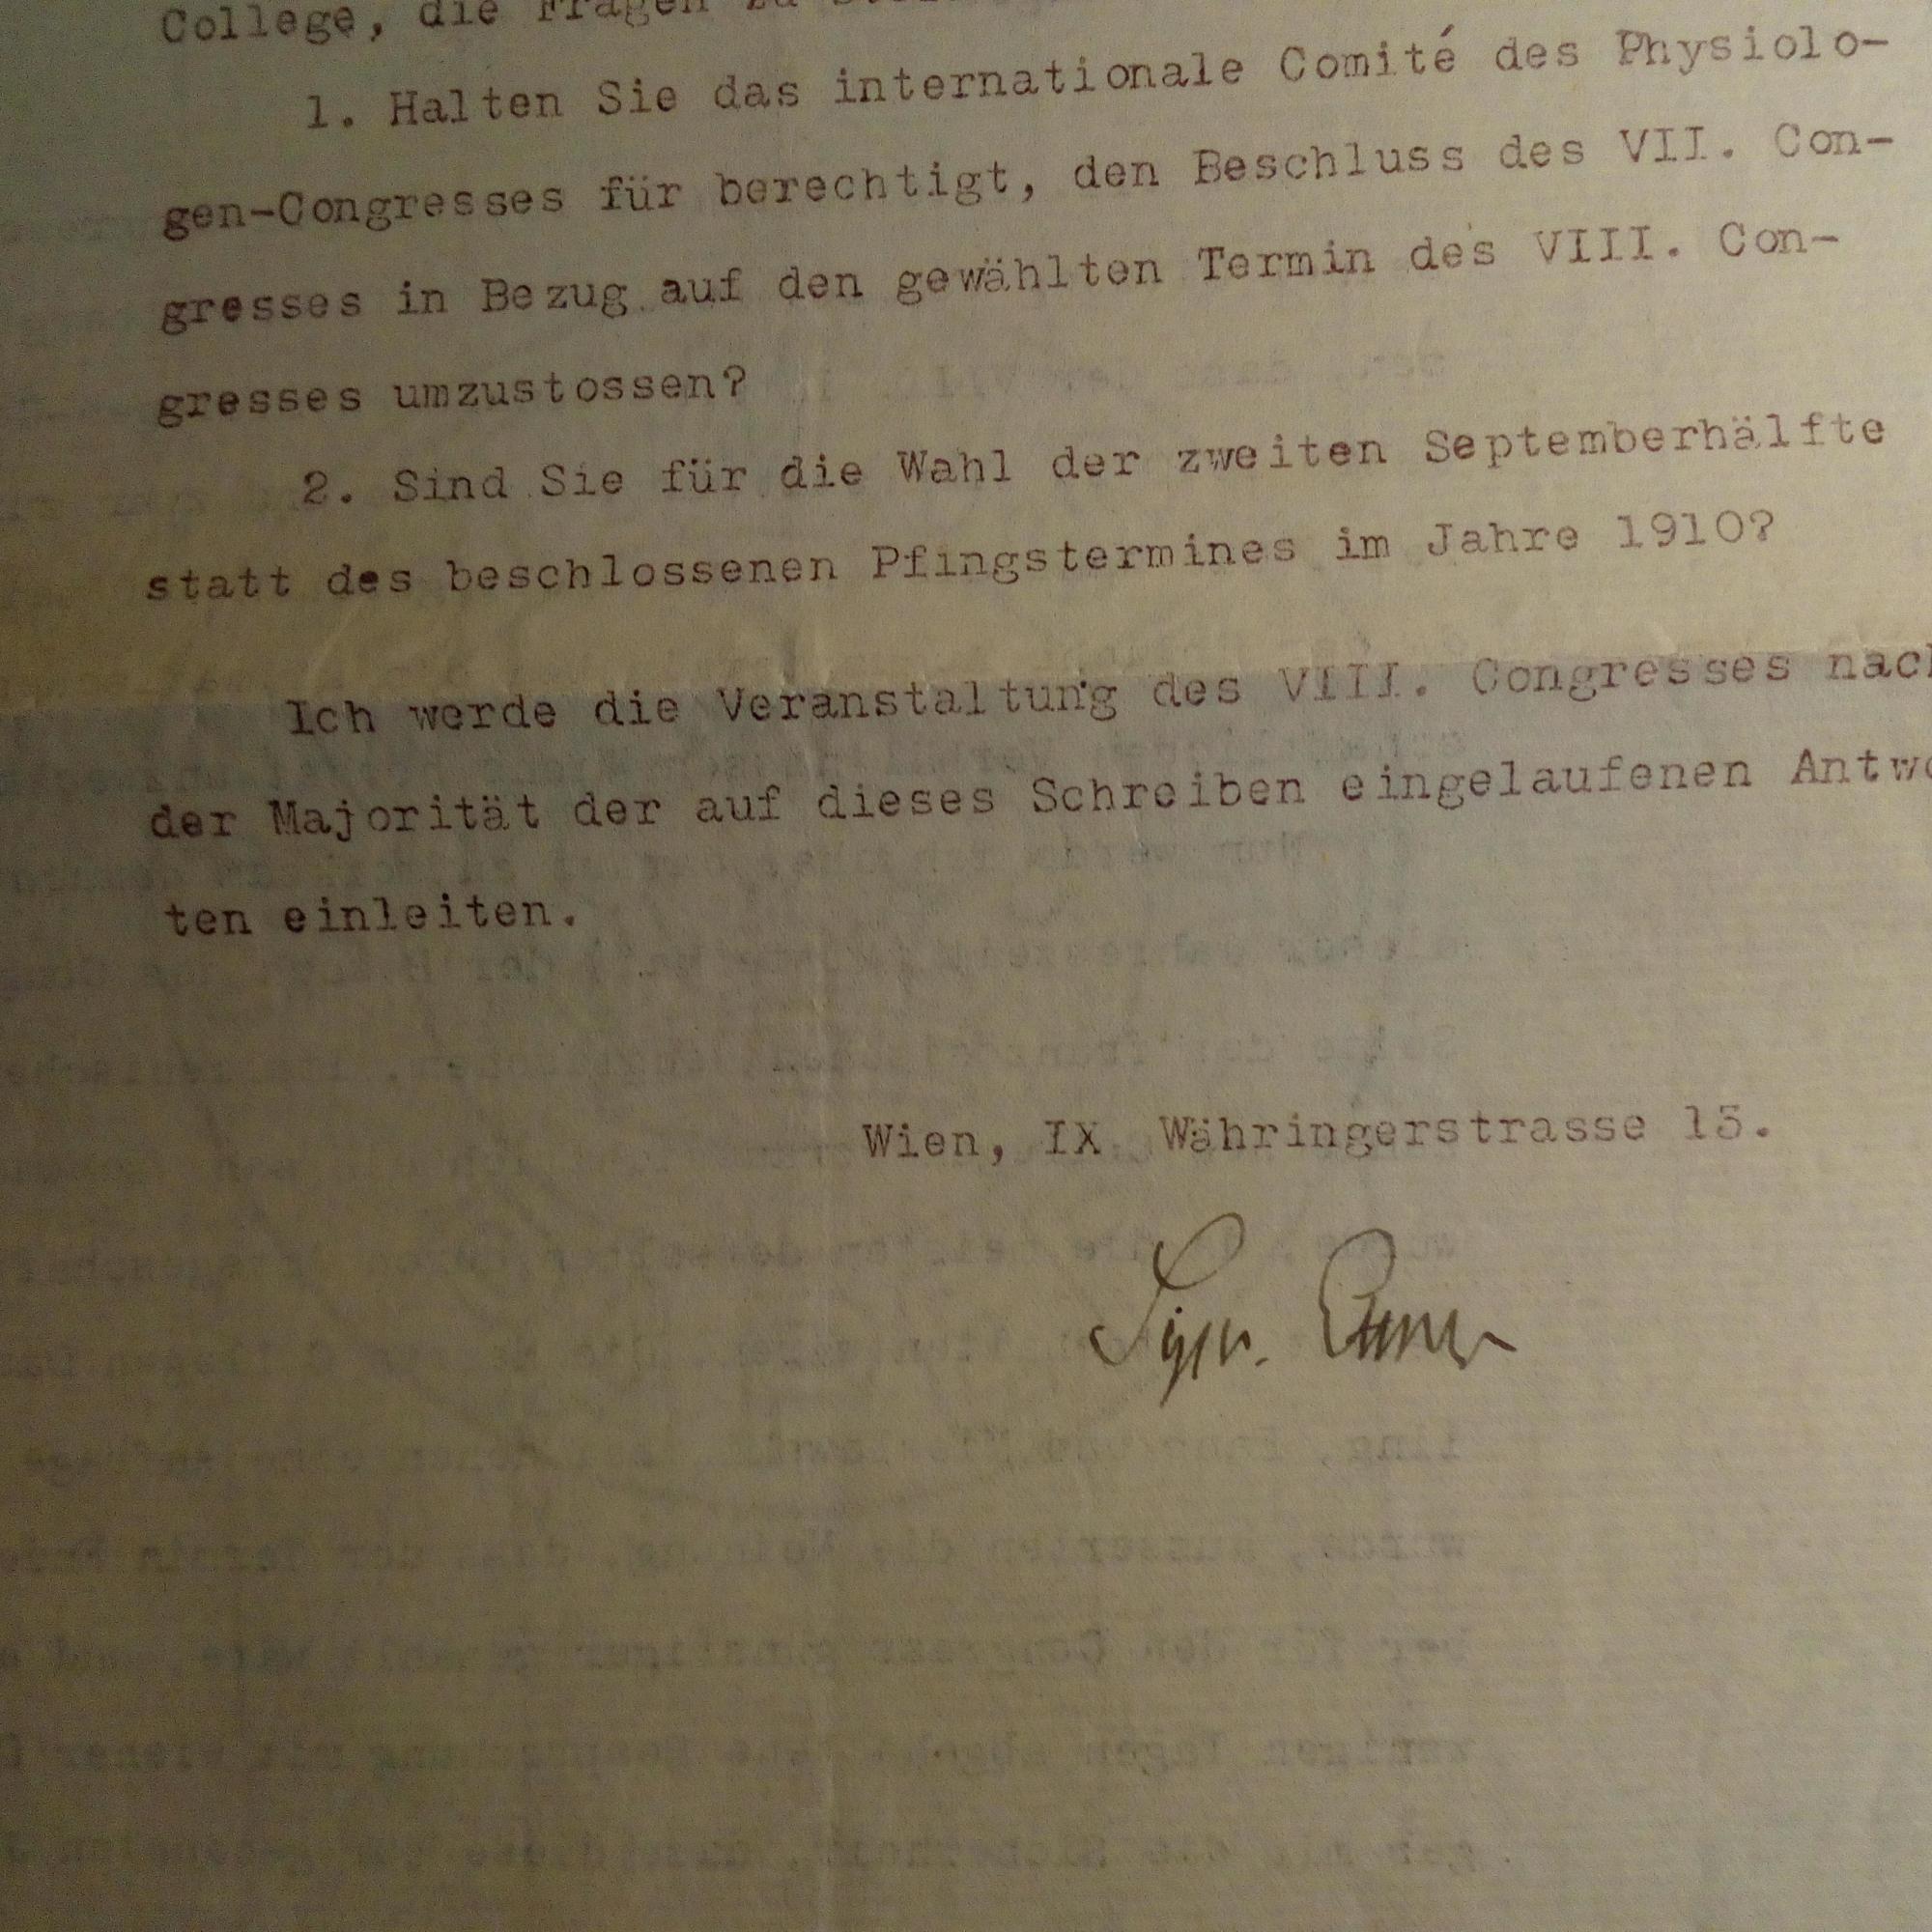 College, die Fragen zu
1. Halten Sie das internationale Comité des Physiolo-
gen-Congresses für berechtigt, den Beschluss des VII. Con-
gresses in Bezug auf den gewählten Termin des VIII. Con-
gresses umzustossen?
2. Sind Sie für die Wahl der zweiten Septemberhälfte
statt des beschlossenen Pfingstermines im Jahre 1910?
Ich werde die Veranstaltung des VIII. Congresses nach
der Majorität der auf dieses Schreiben eingelaufenen Antwo
ten einleiten.
Wien, IX Währingerstrasse 15.